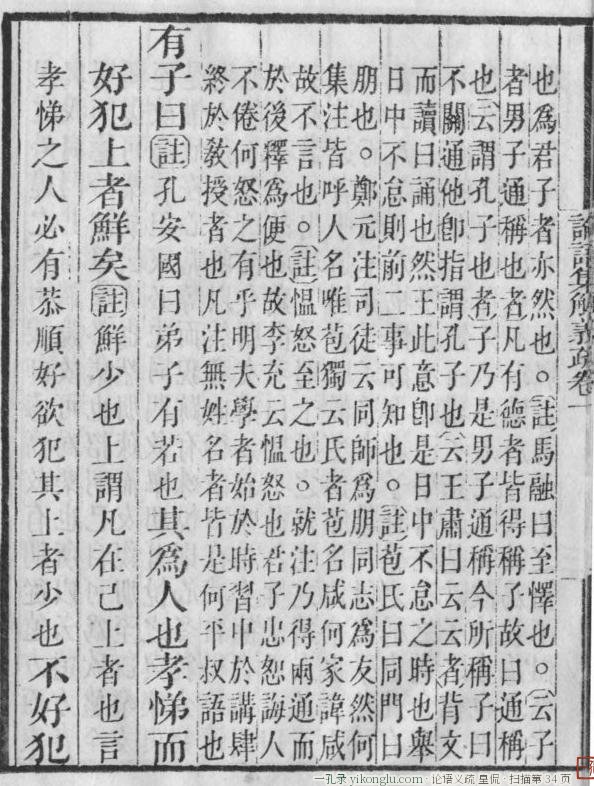 論語集解義疏卷一
也爲君子者亦然也。註馬融曰至懌也。云子
者男子通稱也者凡有德者皆得稱子故曰通稱
也云謂孔子也者子乃是男子通稱今所稱子曰
不關通他卽指謂孔子也云王肅曰云云者背文
而讀曰誦也然王此意卽是日中不怠之時也舉
日中不怠則前二事可知也。註苞氏曰同門曰
朋也。鄭元注司徒云同師爲朋同志爲友然何
集注皆呼人名唯苞獨云氏者苞名咸何家諱咸
故不言也。註慍怒至之也。就注乃得兩通而
於後釋爲便也故李充云慍怒也君子忠恕誨人
不倦何怒之有乎明夫學者始於時習中於講肆
終於敎授者也凡注無姓名者皆是何平叔語也
有子曰註孔安國曰弟子有若也其爲人也孝悌而
好犯上者鮮矣註鮮少也上謂凡在己上者也言
孝悌之人必有恭順好欲犯其上者少也不好犯
一孔录 yikonglu.com · 论语义疏 皇侃 · 扫描第 34 页